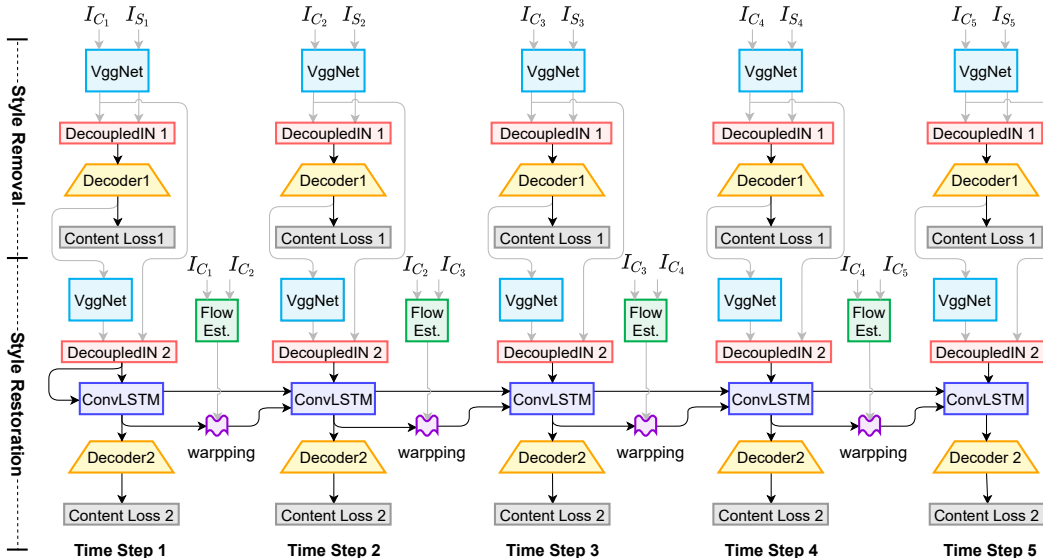 I_{C_1} I_{S_1} I_{C_2} I_{S_2} I_{C_3} I_{S_3} I_{C_4} I_{S_4} I_{C_5} I_{S_5}
Style Removal
VggNet VggNet VggNet VggNet VggNet
DecoupledIN 1 DecoupledIN 1 DecoupledIN 1 DecoupledIN 1 DecoupledIN 1
Decoder1 Decoder1 Decoder1 Decoder1 Decoder1
Content Loss1 Content Loss 1 Content Loss 1 Content Loss 1 Content Loss 1
Style Restoration
I_{C_1} I_{C_2} I_{C_2} I_{C_3} I_{C_3} I_{C_4} I_{C_4} I_{C_5}
VggNet VggNet VggNet VggNet VggNet
Flow Flow Flow Flow
Est. Est. Est. Est.
DecoupledIN 2 DecoupledIN 2 DecoupledIN 2 DecoupledIN 2 DecoupledIN 2
ConvLSTM ConvLSTM ConvLSTM ConvLSTM ConvLSTM
warpping warpping warpping warpping
Decoder2 Decoder2 Decoder2 Decoder2 Decoder 2
Content Loss 2 Content Loss 2 Content Loss 2 Content Loss 2 Content Loss 2
Time Step 1 Time Step 2 Time Step 3 Time Step 4 Time Step 5